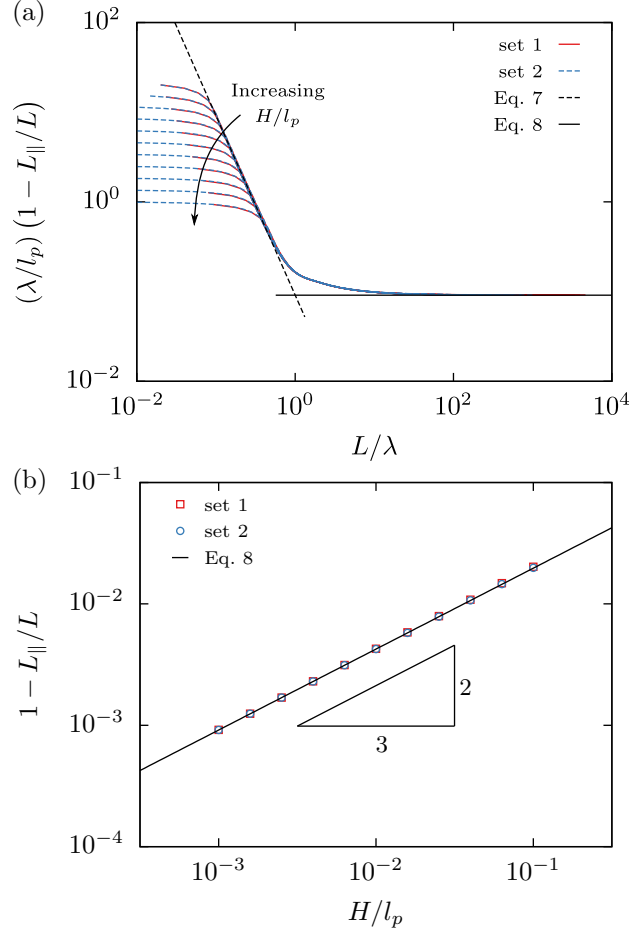 (a)
10^2
10^0
10^{-2}
(λ/l_p)(1 − L_∥/L)
Increasing
H/l_p
set 1
set 2
Eq. 7
Eq. 8
10^{-2}
10^0
10^2
10^4
L/λ
(b)
10^{-1}
10^{-2}
10^{-3}
10^{-4}
1 − L_∥/L
set 1
set 2
Eq. 8
2
3
10^{-3}
10^{-2}
10^{-1}
H/l_p